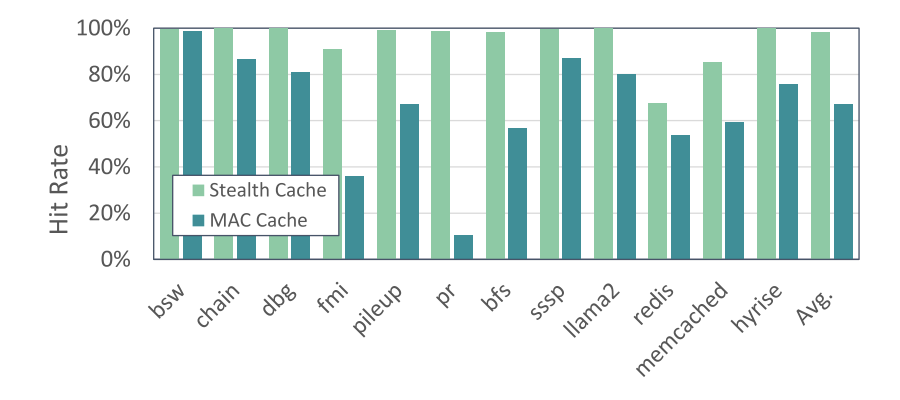 Hit Rate
100%
80%
60%
40%
20%
0%
Stealth Cache
MAC Cache
bsw
chain
dbg
fmi
pileup
pr
bfs
sssp
llama2
redis
memcached
hyrise
Avg.